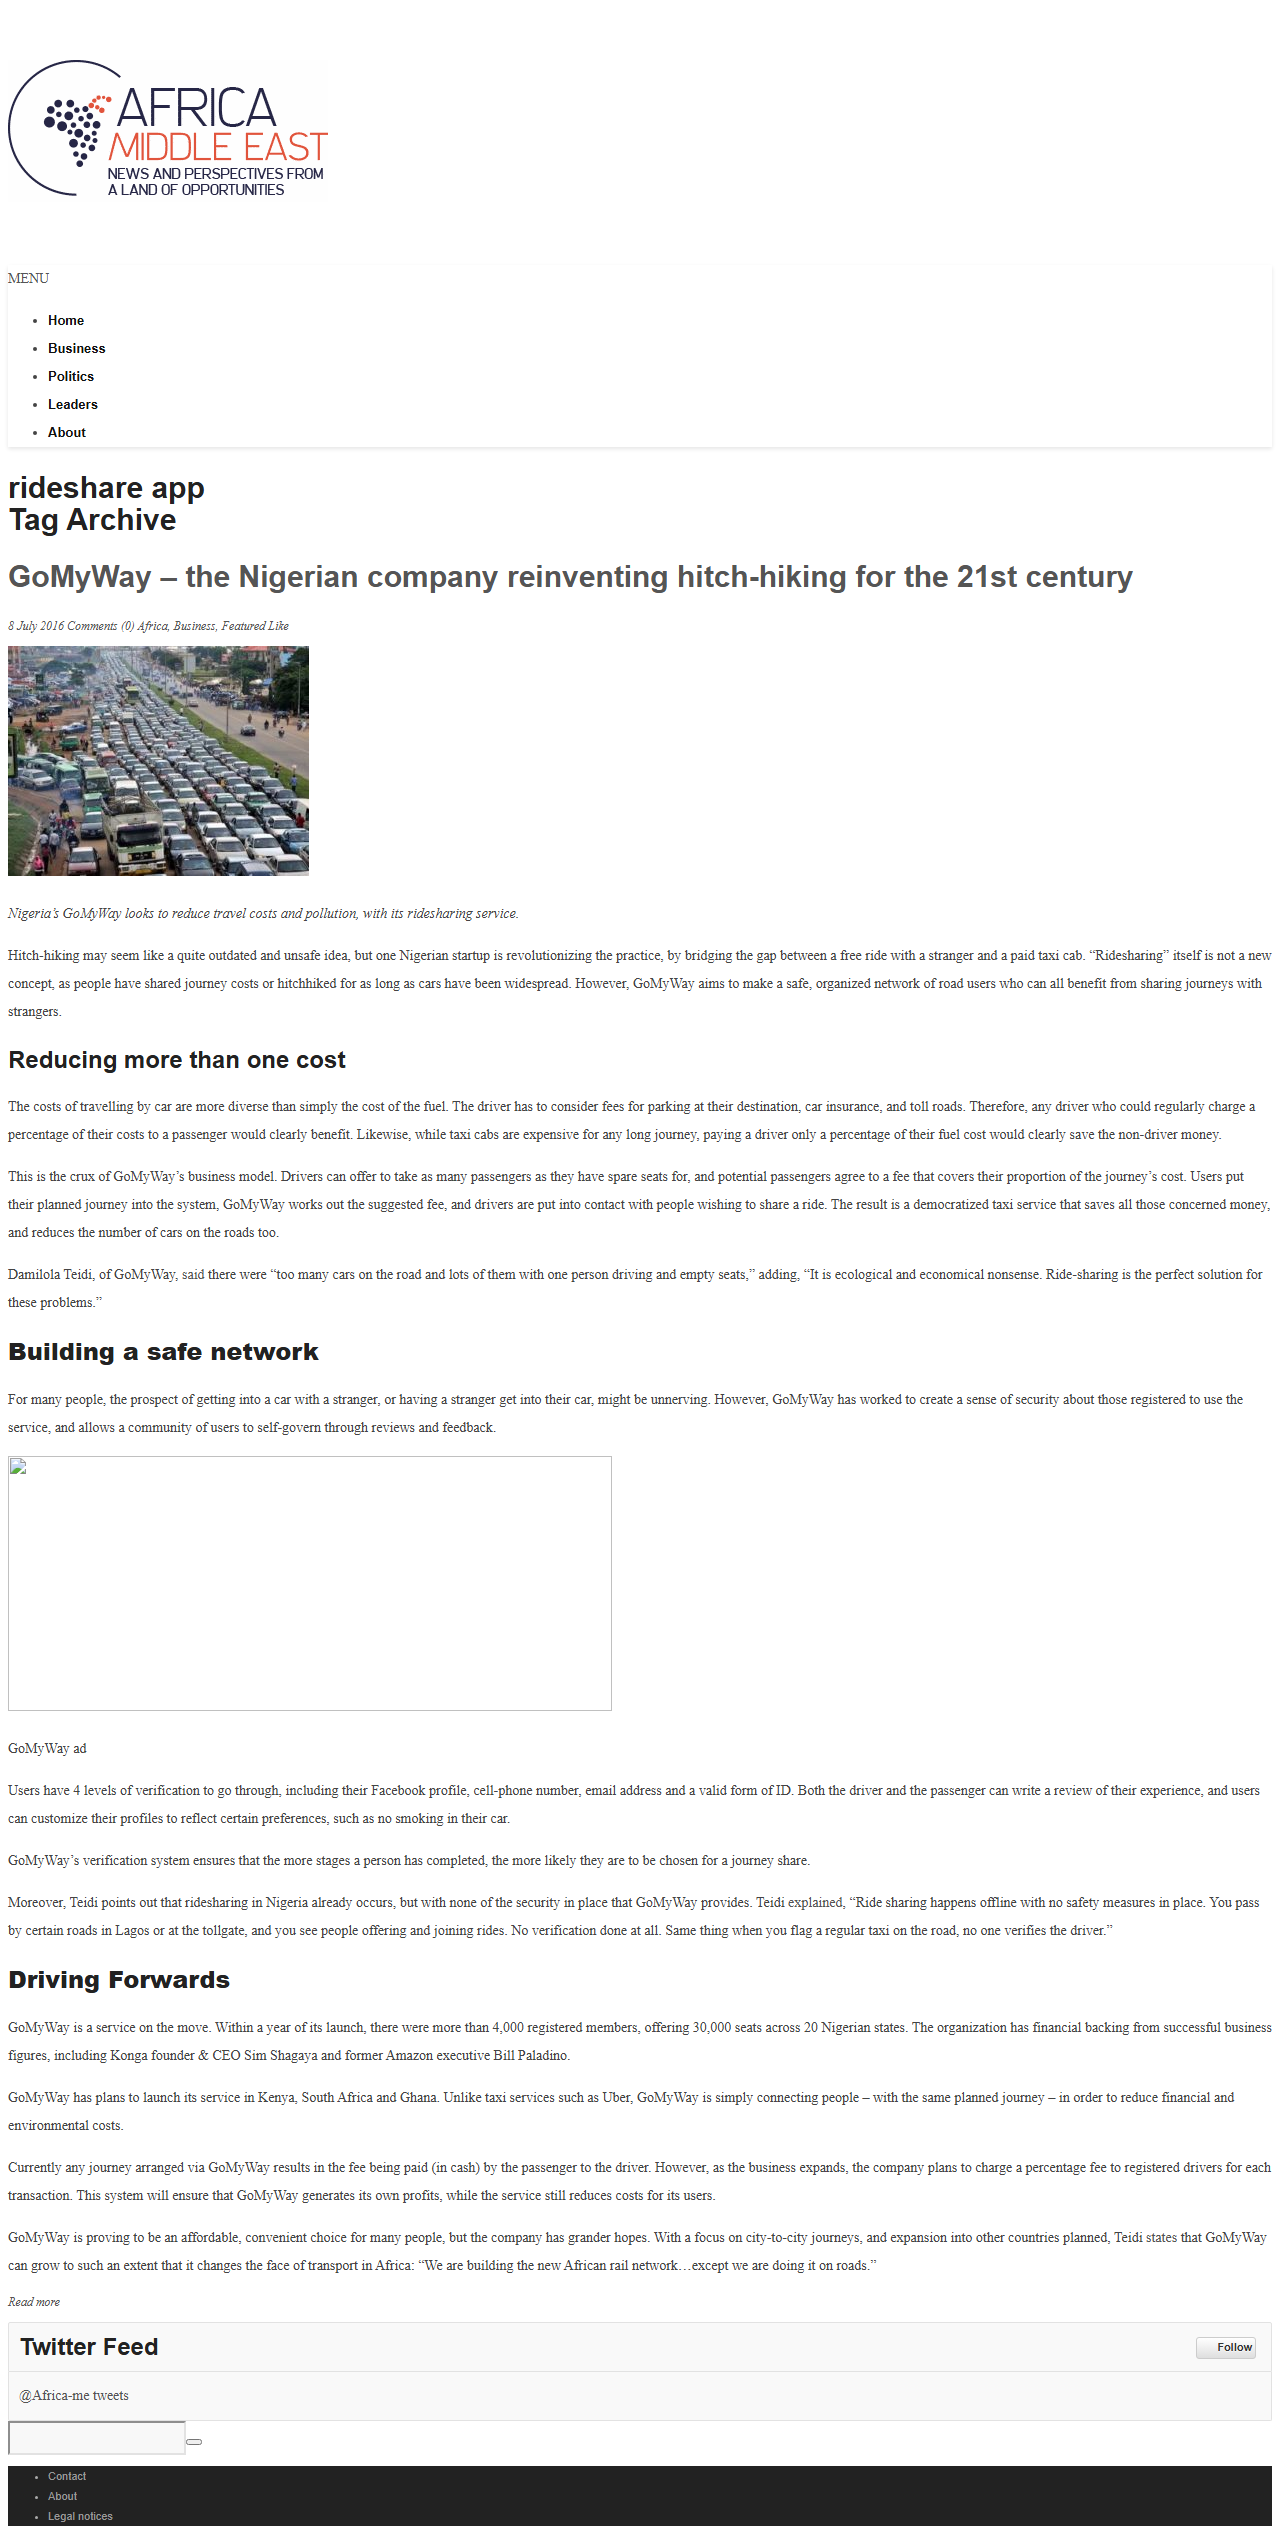 AFRICA
MIDDLE EAST
NEWS AND PERSPECTIVES FROM
A LAND OF OPPORTUNITIES
MENU
Home
Business
Politics
Leaders
About
rideshare app
Tag Archive
GoMyWay – the Nigerian company reinventing hitch-hiking for the 21st century
8 July 2016 Comments (0) Africa, Business, Featured Like
Nigeria’s GoMyWay looks to reduce travel costs and pollution, with its ridesharing service.
Hitch-hiking may seem like a quite outdated and unsafe idea, but one Nigerian startup is revolutionizing the practice, by bridging the gap between a free ride with a stranger and a paid taxi cab. “Ridesharing” itself is not a new
concept, as people have shared journey costs or hitchhiked for as long as cars have been widespread. However, GoMyWay aims to make a safe, organized network of road users who can all benefit from sharing journeys with
strangers.
Reducing more than one cost
The costs of travelling by car are more diverse than simply the cost of the fuel. The driver has to consider fees for parking at their destination, car insurance, and toll roads. Therefore, any driver who could regularly charge a
percentage of their costs to a passenger would clearly benefit. Likewise, while taxi cabs are expensive for any long journey, paying a driver only a percentage of their fuel cost would clearly save the non-driver money.
This is the crux of GoMyWay’s business model. Drivers can offer to take as many passengers as they have spare seats for, and potential passengers agree to a fee that covers their proportion of the journey’s cost. Users put
their planned journey into the system, GoMyWay works out the suggested fee, and drivers are put into contact with people wishing to share a ride. The result is a democratized taxi service that saves all those concerned money,
and reduces the number of cars on the roads too.
Damilola Teidi, of GoMyWay, said there were “too many cars on the road and lots of them with one person driving and empty seats,” adding, “It is ecological and economical nonsense. Ride-sharing is the perfect solution for
these problems.”
Building a safe network
For many people, the prospect of getting into a car with a stranger, or having a stranger get into their car, might be unnerving. However, GoMyWay has worked to create a sense of security about those registered to use the
service, and allows a community of users to self-govern through reviews and feedback.
GoMyWay ad
Users have 4 levels of verification to go through, including their Facebook profile, cell-phone number, email address and a valid form of ID. Both the driver and the passenger can write a review of their experience, and users
can customize their profiles to reflect certain preferences, such as no smoking in their car.
GoMyWay’s verification system ensures that the more stages a person has completed, the more likely they are to be chosen for a journey share.
Moreover, Teidi points out that ridesharing in Nigeria already occurs, but with none of the security in place that GoMyWay provides. Teidi explained, “Ride sharing happens offline with no safety measures in place. You pass
by certain roads in Lagos or at the tollgate, and you see people offering and joining rides. No verification done at all. Same thing when you flag a regular taxi on the road, no one verifies the driver.”
Driving Forwards
GoMyWay is a service on the move. Within a year of its launch, there were more than 4,000 registered members, offering 30,000 seats across 20 Nigerian states. The organization has financial backing from successful business
figures, including Konga founder & CEO Sim Shagaya and former Amazon executive Bill Paladino.
GoMyWay has plans to launch its service in Kenya, South Africa and Ghana. Unlike taxi services such as Uber, GoMyWay is simply connecting people – with the same planned journey – in order to reduce financial and
environmental costs.
Currently any journey arranged via GoMyWay results in the fee being paid (in cash) by the passenger to the driver. However, as the business expands, the company plans to charge a percentage fee to registered drivers for each
transaction. This system will ensure that GoMyWay generates its own profits, while the service still reduces costs for its users.
GoMyWay is proving to be an affordable, convenient choice for many people, but the company has grander hopes. With a focus on city-to-city journeys, and expansion into other countries planned, Teidi states that GoMyWay
can grow to such an extent that it changes the face of transport in Africa: “We are building the new African rail network…except we are doing it on roads.”
Read more
Twitter Feed
Follow
@Africa-me tweets
Contact
About
Legal notices